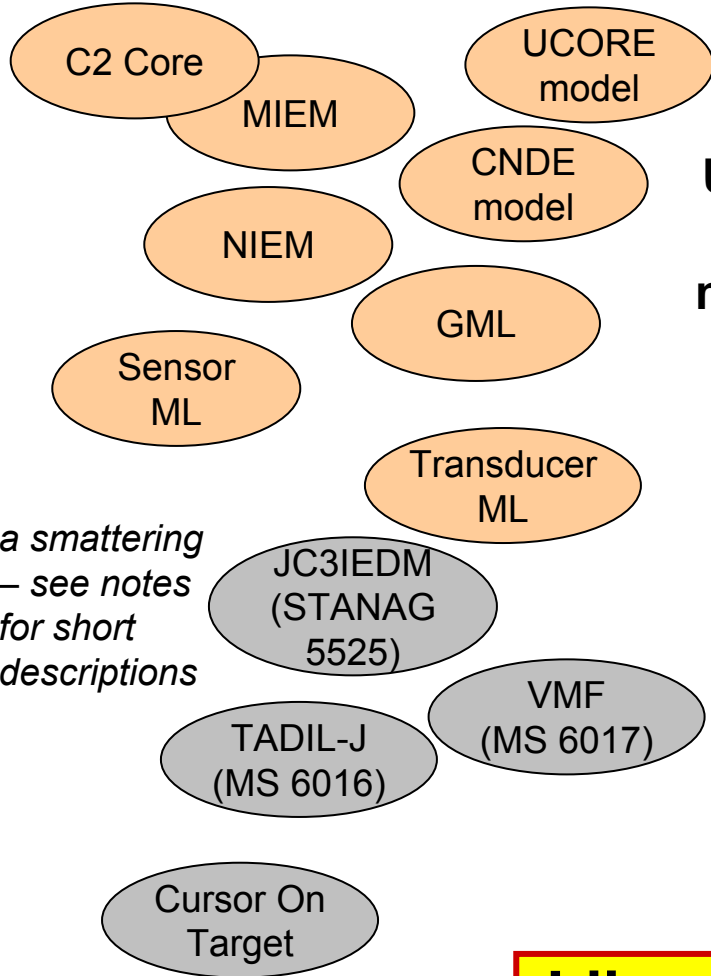 C2 Core
UCORE
model
MIEM
CNDE
model
NIEM
GML
Sensor
ML
Transducer
ML
a smattering
– see notes
for short
descriptions
JC3IEDM
(STANAG
5525)
VMF
(MS 6017)
TADIL-J
(MS 6016)
Cursor On
Target